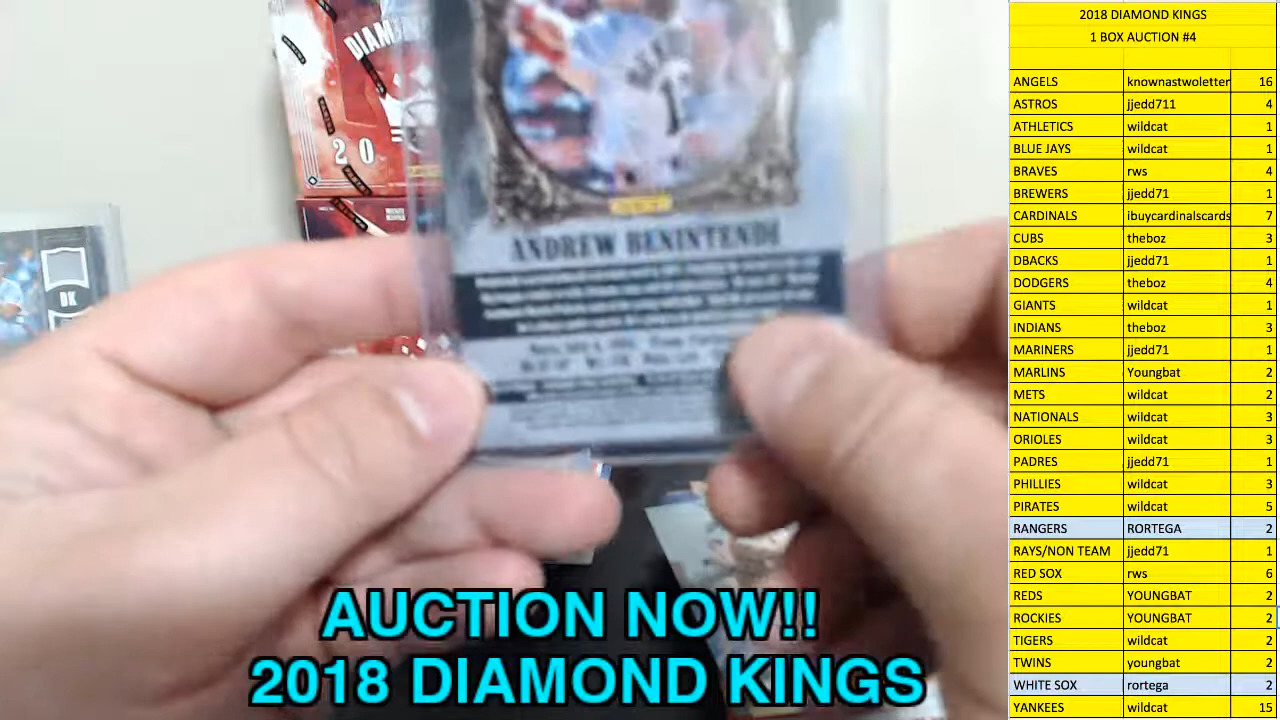 DIAM
20
DK
ANDREW BENINTENDI
AUCTION NOW!!
2018 DIAMOND KINGS
2018 DIAMOND KINGS
1 BOX AUCTION #4
ANGELS knownastwoletter 16
ASTROS jjedd711 4
ATHLETICS wildcat 1
BLUE JAYS wildcat 1
BRAVES rws 4
BREWERS jjedd71 1
CARDINALS ibuycardinalscards 7
CUBS theboz 3
DBACKS jjedd71 1
DODGERS theboz 4
GIANTS wildcat 1
INDIANS theboz 3
MARINERS jjedd71 1
MARLINS Youngbat 2
METS wildcat 2
NATIONALS wildcat 3
ORIOLES wildcat 3
PADRES jjedd71 1
PHILLIES wildcat 3
PIRATES wildcat 5
RANGERS RORTEGA 2
RAYS/NON TEAM jjedd71 1
RED SOX rws 6
REDS YOUNGBAT 2
ROCKIES YOUNGBAT 2
TIGERS wildcat 2
TWINS youngbat 2
WHITE SOX rortega 2
YANKEES wildcat 15